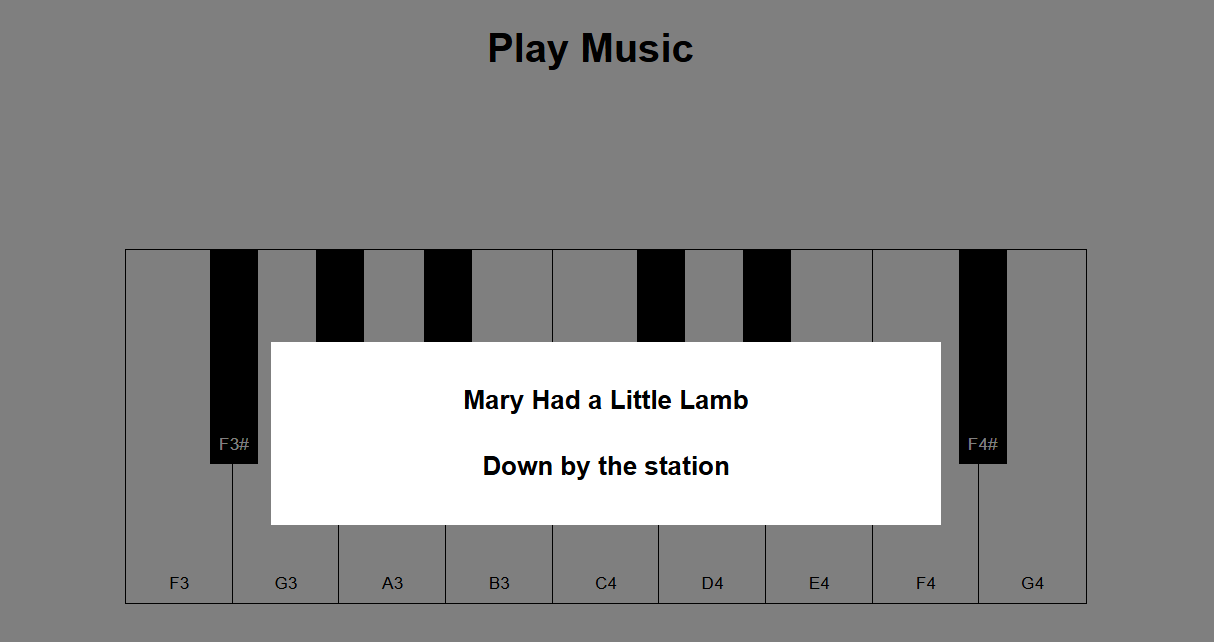 Play Music
Mary Had a Little Lamb
Down by the station
F3# F4#
F3 G3 A3 B3 C4 D4 E4 F4 G4